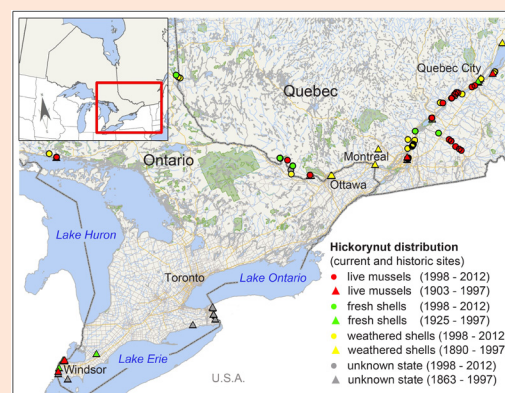 Quebec City
Quebec
Ontario
Montreal
Ottawa
Lake Huron
Hickorynut distribution
(current and historic sites)
Toronto
Lake Ontario
live mussels (1998 - 2012)
live mussels (1903 - 1997)
fresh shells (1998 - 2012)
fresh shells (1925 - 1997)
weathered shells (1998 - 2012
weathered shells (1890 - 1997
Lake Erie
Windsor
U.S.A.
unknown state (1998 - 2012)
unknown state (1863 - 1997)